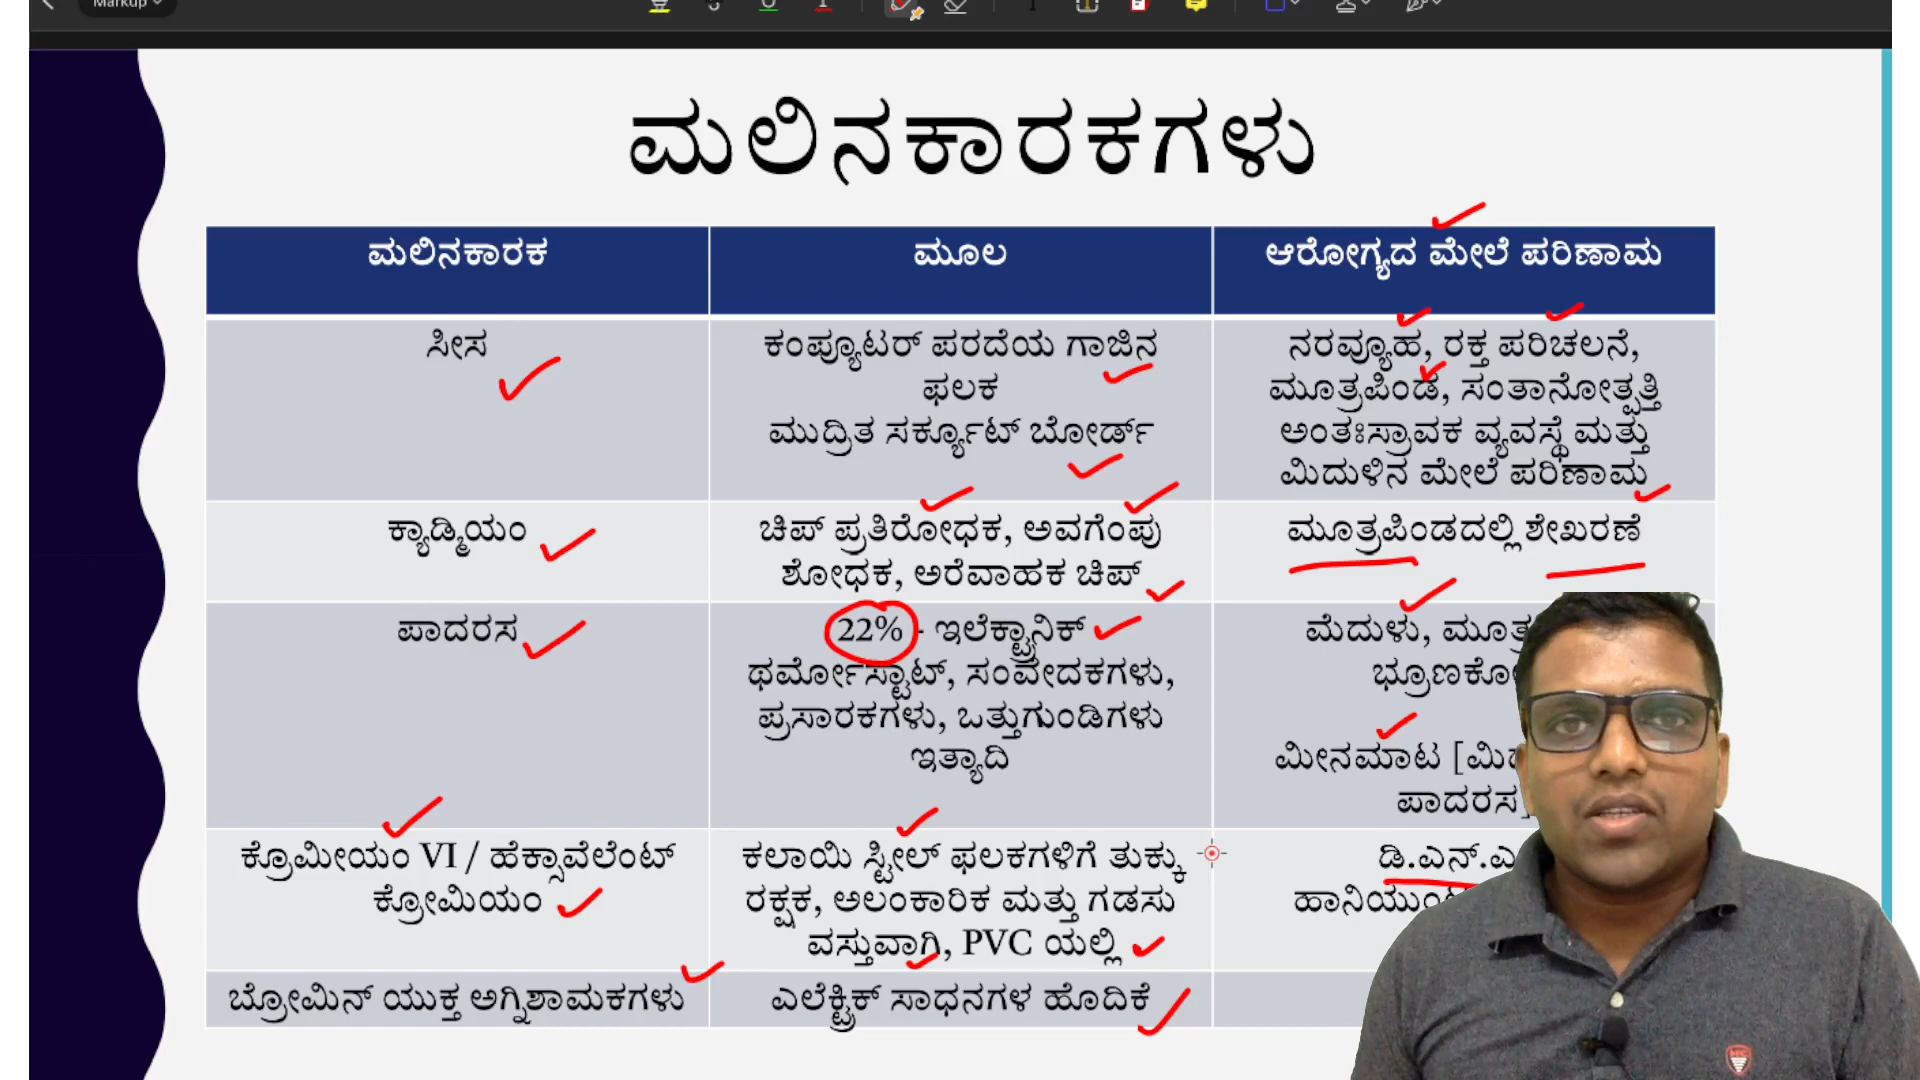 Markup
ಮಲಿನಕಾರಕಗಳು
ಮಲಿನಕಾರಕ
ಮೂಲ
ಆರೋಗ್ಯದ ಮೇಲೆ ಪರಿಣಾಮ
ಸೀಸ
ಕಂಪ್ಯೂಟರ್ ಪರದೆಯ ಗಾಜಿನ
ಫಲಕ
ಮುದ್ರಿತ ಸರ್ಕ್ಯೂಟ್ ಬೋರ್ಡ್
ನರವ್ಯೂಹ, ರಕ್ತ ಪರಿಚಲನೆ,
ಮೂತ್ರಪಿಂಡ, ಸಂತಾನೋತ್ಪತ್ತಿ
ಅಂತಃಸ್ರಾವಕ ವ್ಯವಸ್ಥೆ ಮತ್ತು
ಮಿದುಳಿನ ಮೇಲೆ ಪರಿಣಾಮ
ಕ್ಯಾಡ್ಮಿಯಂ
ಚಿಪ್ ಪ್ರತಿರೋಧಕ, ಅವಗೆಂಪು
ಶೋಧಕ, ಅರೆವಾಹಕ ಚಿಪ್
ಮೂತ್ರಪಿಂಡದಲ್ಲಿ ಶೇಖರಣೆ
ಪಾದರಸ
22% - ಇಲೆಕ್ಟ್ರಾನಿಕ್
ಥರ್ಮೋಸ್ಟಾಟ್, ಸಂವೇದಕಗಳು,
ಪ್ರಸಾರಕಗಳು, ಒತ್ತುಗುಂಡಿಗಳು
ಇತ್ಯಾದಿ
ಮೆದುಳು,
ಮೀನಮಾಟ
ಪಾದರಸ
ಕ್ರೊಮೀಯಂ VI / ಹೆಕ್ಸಾವೆಲೆಂಟ್
ಕ್ರೋಮಿಯಂ
ಕಲಾಯಿ ಸ್ಟೀಲ್ ಫಲಕಗಳಿಗೆ ತುಕ್ಕು
ರಕ್ಷಕ, ಅಲಂಕಾರಿಕ ಮತ್ತು ಗಡಸು
ವಸ್ತುವಾಗಿ, PVC ಯಲ್ಲಿ
ಡಿ.ಎನ್.
ಬ್ರೋಮಿನ್ ಯುಕ್ತ ಅಗ್ನಿಶಾಮಕಗಳು
ಎಲೆಕ್ಟ್ರಿಕ್ ಸಾಧನಗಳ ಹೊದಿಕೆ